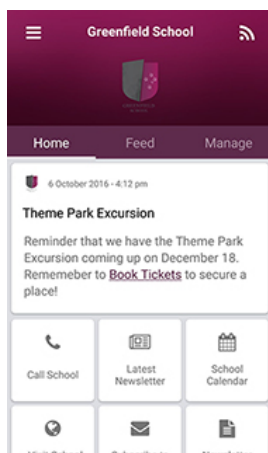 Greenfield School
GREENFIELD
SCHOOL
Home Feed Manage
6 October 2016 - 4:12 pm
Theme Park Excursion
Reminder that we have the Theme Park
Excursion coming up on December 18.
Rememeber to Book Tickets to secure a
place!
Call School
Latest
Newsletter
School
Calendar